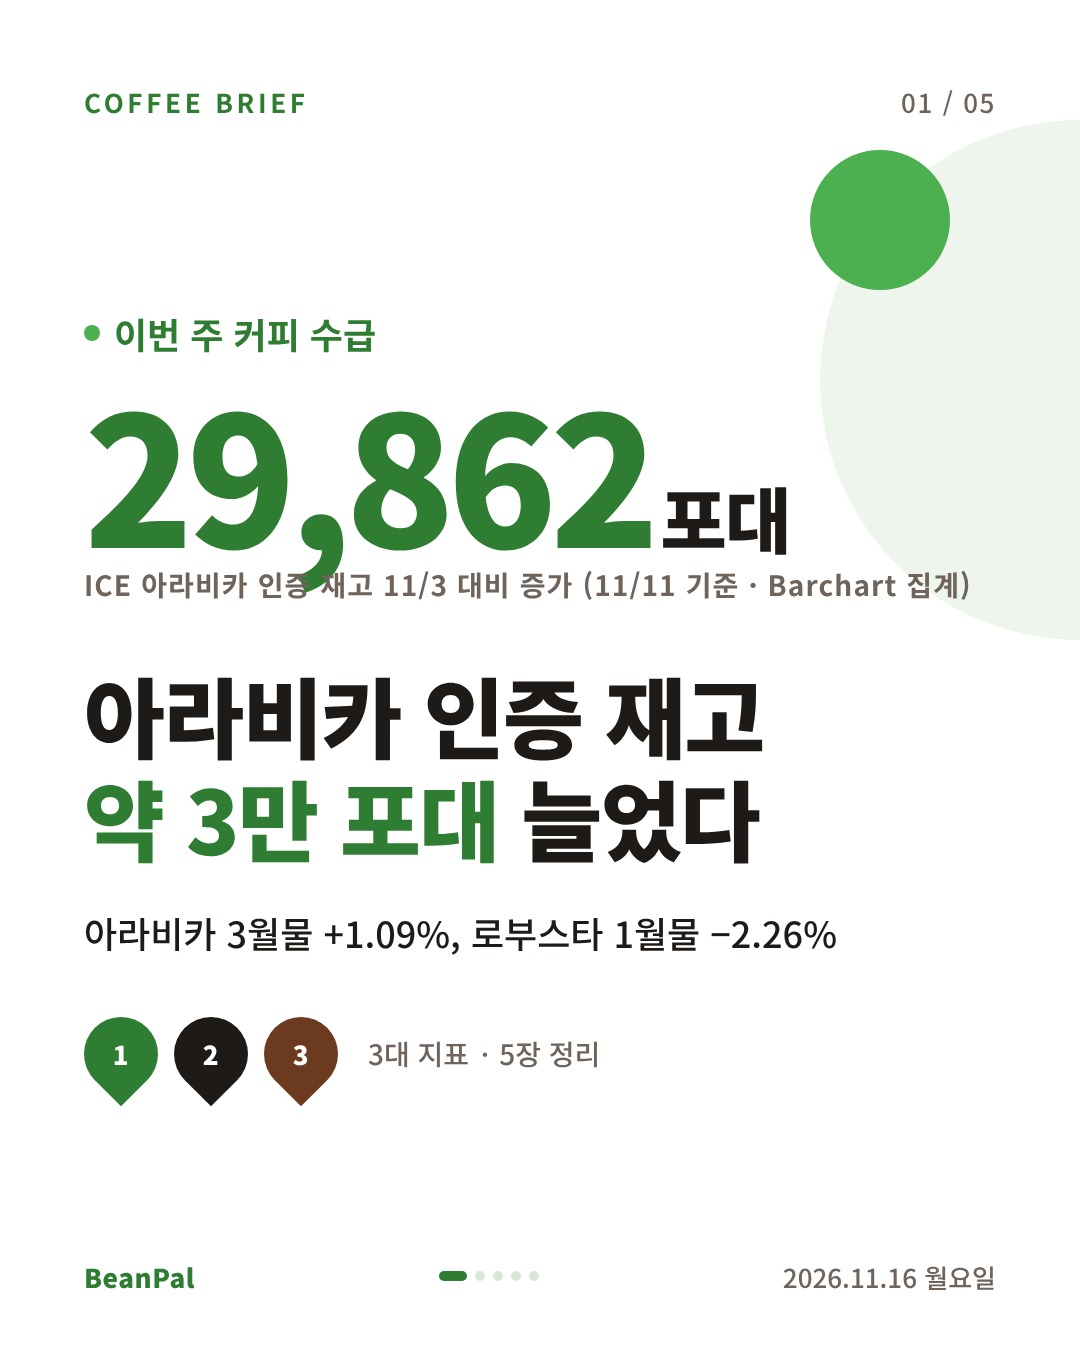 COFFEE BRIEF
01 / 05
이번 주 커피 수급
29,862포대
ICE 아라비카 인증 재고 11/3 대비 증가 (11/11 기준 · Barchart 집계)
아라비카 인증 재고
약 3만 포대 늘었다
아라비카 3월물 +1.09%, 로부스타 1월물 −2.26%
1 2 3 3대 지표 · 5장 정리
BeanPal
2026.11.16 월요일